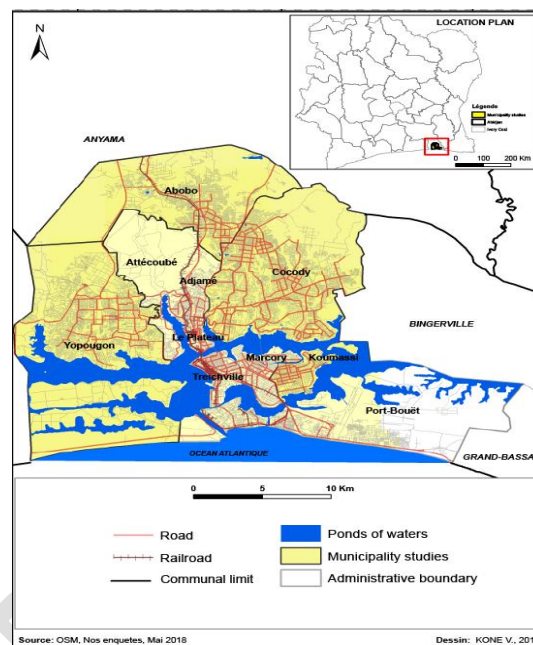 LOCATION PLAN
Légende
Municipality studies
Abidjan
Ivory Cost
0 100 200 Km
N
ANYAMA
Abobo
Attécoubé
Adjamé
Cocody
BINGERVILLE
Yopougon
Le Plateau
Marcory
Koumassi
Treichville
Port-Bouët
OCEAN ATLANTIQUE
GRAND-BASSA
0 5 10 Km
Road
Railroad
Communal limit
Ponds of waters
Municipality studies
Administrative boundary
Source: OSM, Nos enquetes, Mai 2018
Dessin: KONE V., 201